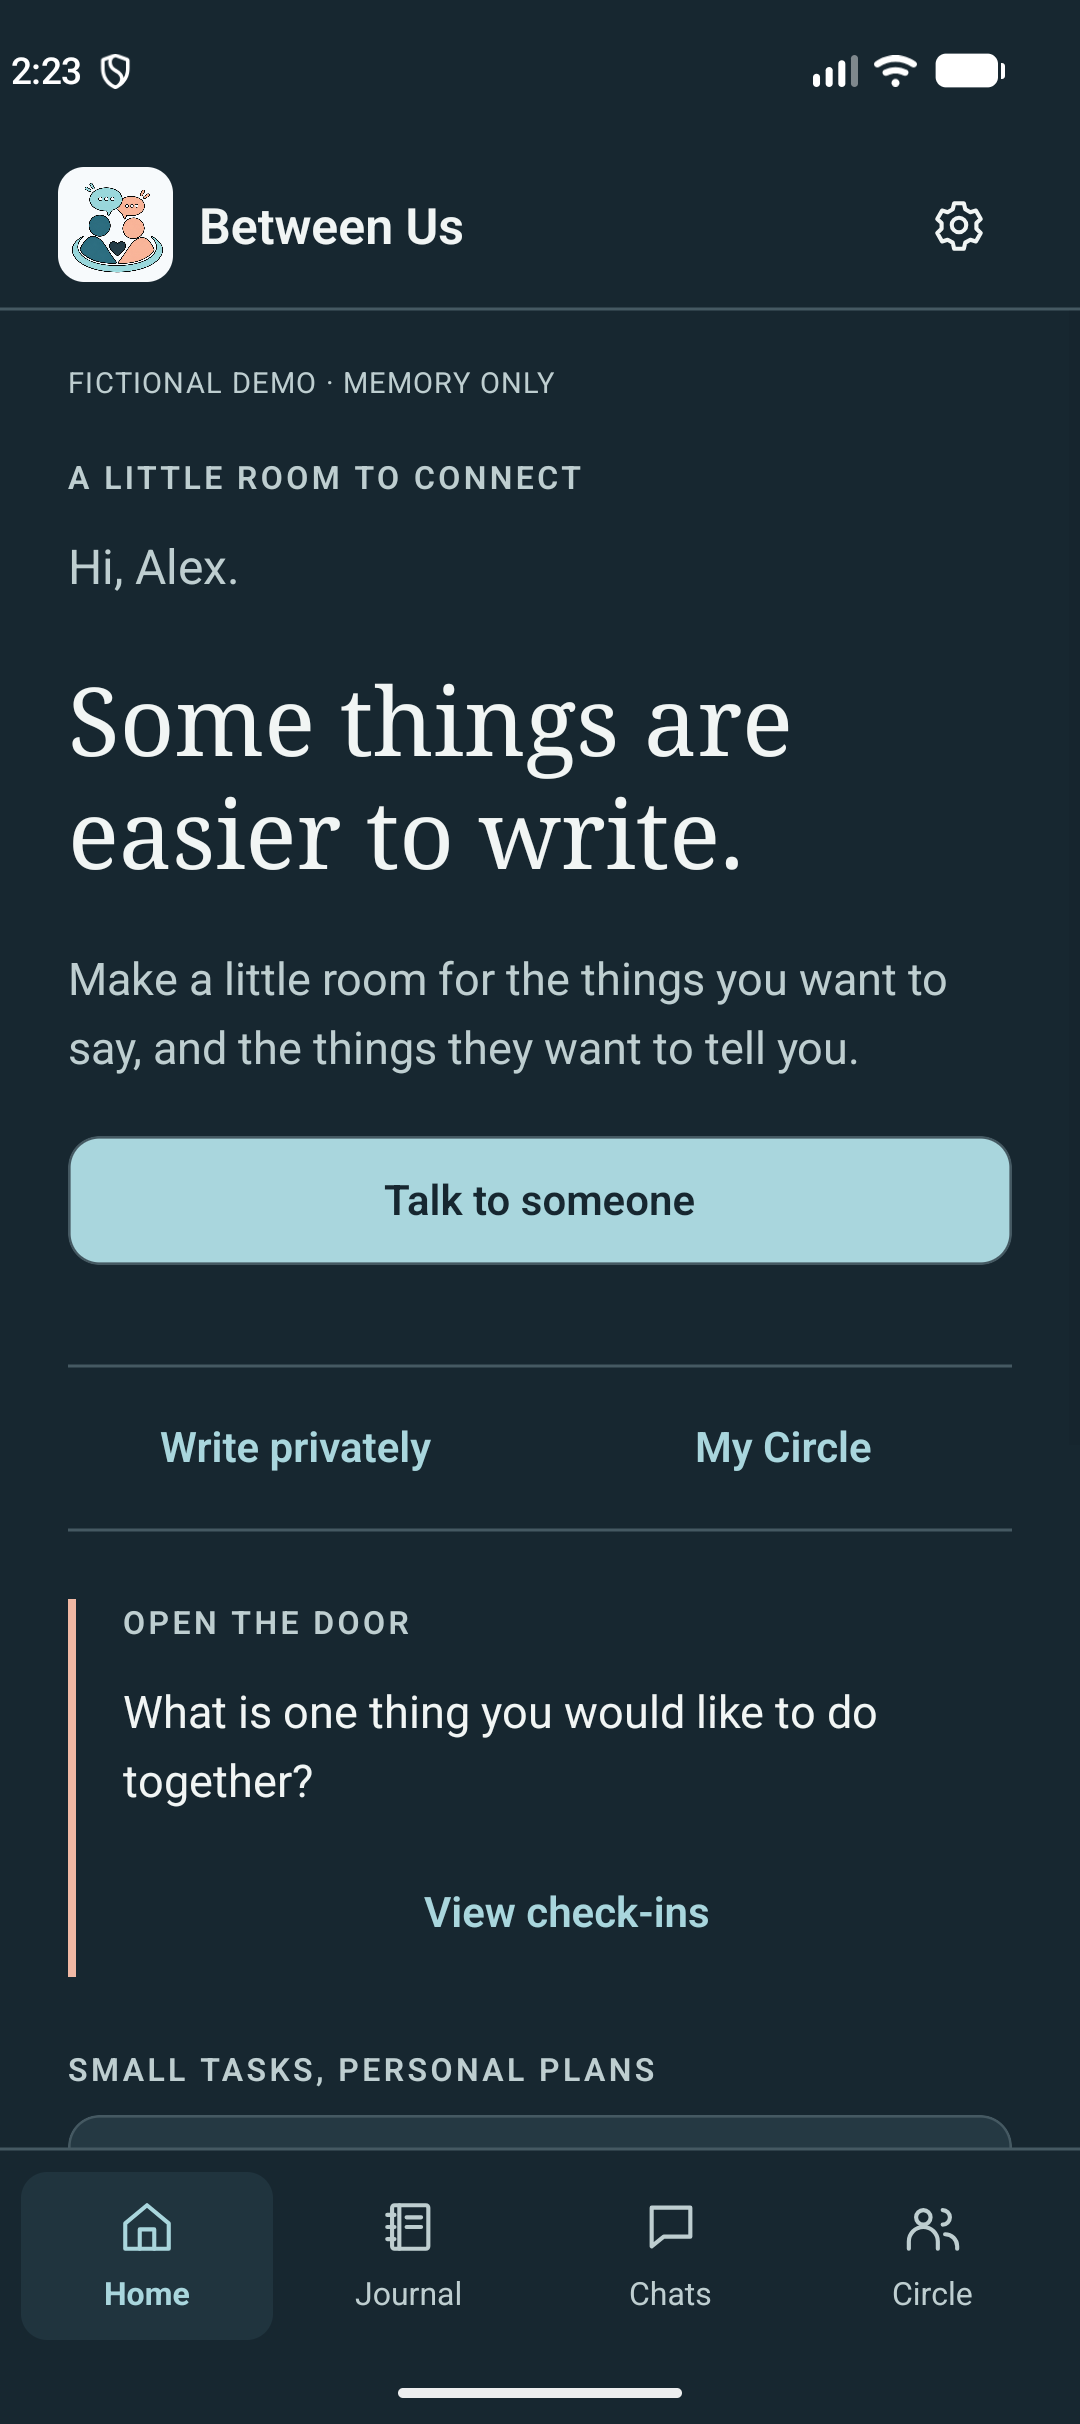 2:23
Between Us
FICTIONAL DEMO · MEMORY ONLY
A LITTLE ROOM TO CONNECT
Hi, Alex.
Some things are
easier to write.
Make a little room for the things you want to
say, and the things they want to tell you.
Talk to someone
Write privately
My Circle
OPEN THE DOOR
What is one thing you would like to do
together?
View check-ins
SMALL TASKS, PERSONAL PLANS
Home
Journal
Chats
Circle